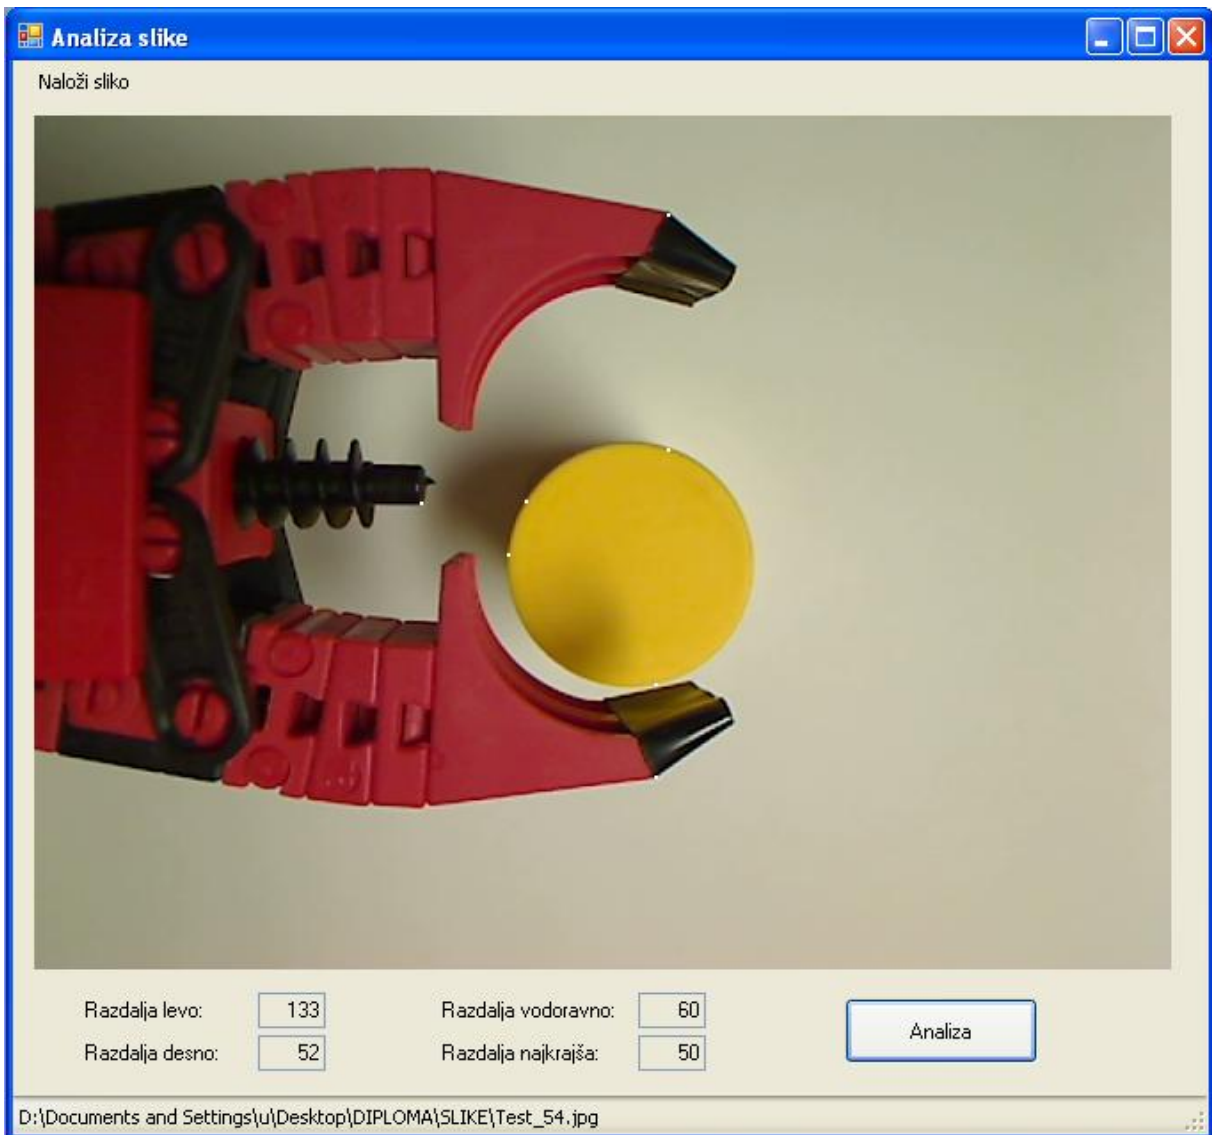 Analiza slike
Naloži sliko
Razdalja levo: 133 Razdalja vodoravno: 60
Analiza
Razdalja desno: 52 Razdalja najkrajša: 50
D:\Documents and Settings\u\Desktop\DIPLOMA\SLIKE\Test_54.jpg